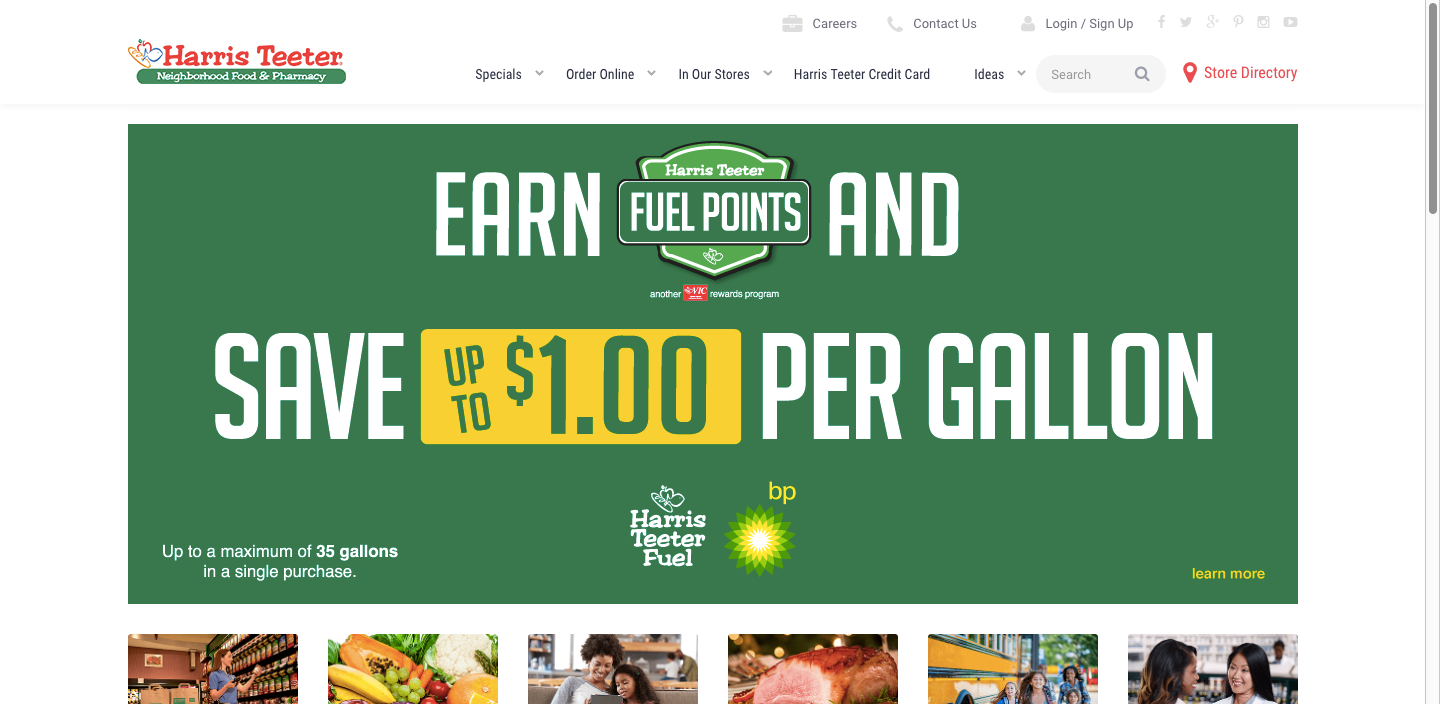 Careers
Contact Us
Login / Sign Up
Harris Teeter
Neighborhood Food & Pharmacy
Specials
Order Online
In Our Stores
Harris Teeter Credit Card
Ideas
Search
Store Directory
EARN Harris Teeter FUEL POINTS AND
another VIC rewards program
SAVE UP TO $1.00 PER GALLON
bp
Harris
Teeter
Fuel
Up to a maximum of 35 gallons
in a single purchase.
learn more